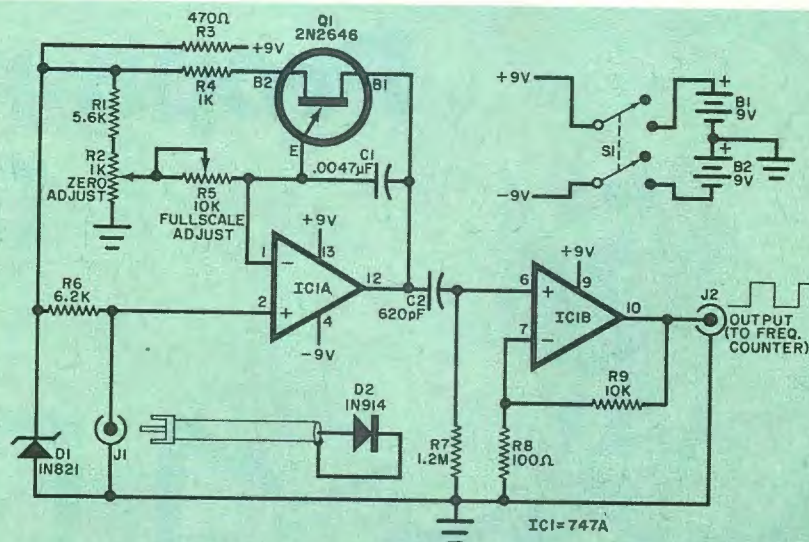 470Ω
R3
+9V
Q1
2N2646
B2
B1
R4
1K
R1
5.6K
E
R2
1K
ZERO
ADJUST
C1
.0047µF
R5
10K
FULLSCALE
ADJUST
+9V
1
13
−
IC1A
12
2
+
4
−9V
R6
6.2K
C2
620pF
+9V
6
9
+
IC1B
10
7
−
J2
OUTPUT
(TO FREQ.
COUNTER)
R9
10K
D1
1N821
J1
D2
1N914
R7
1.2M
R8
100Ω
IC1=747A
+9V
+
B1
9V
S1
+
B2
9V
−9V